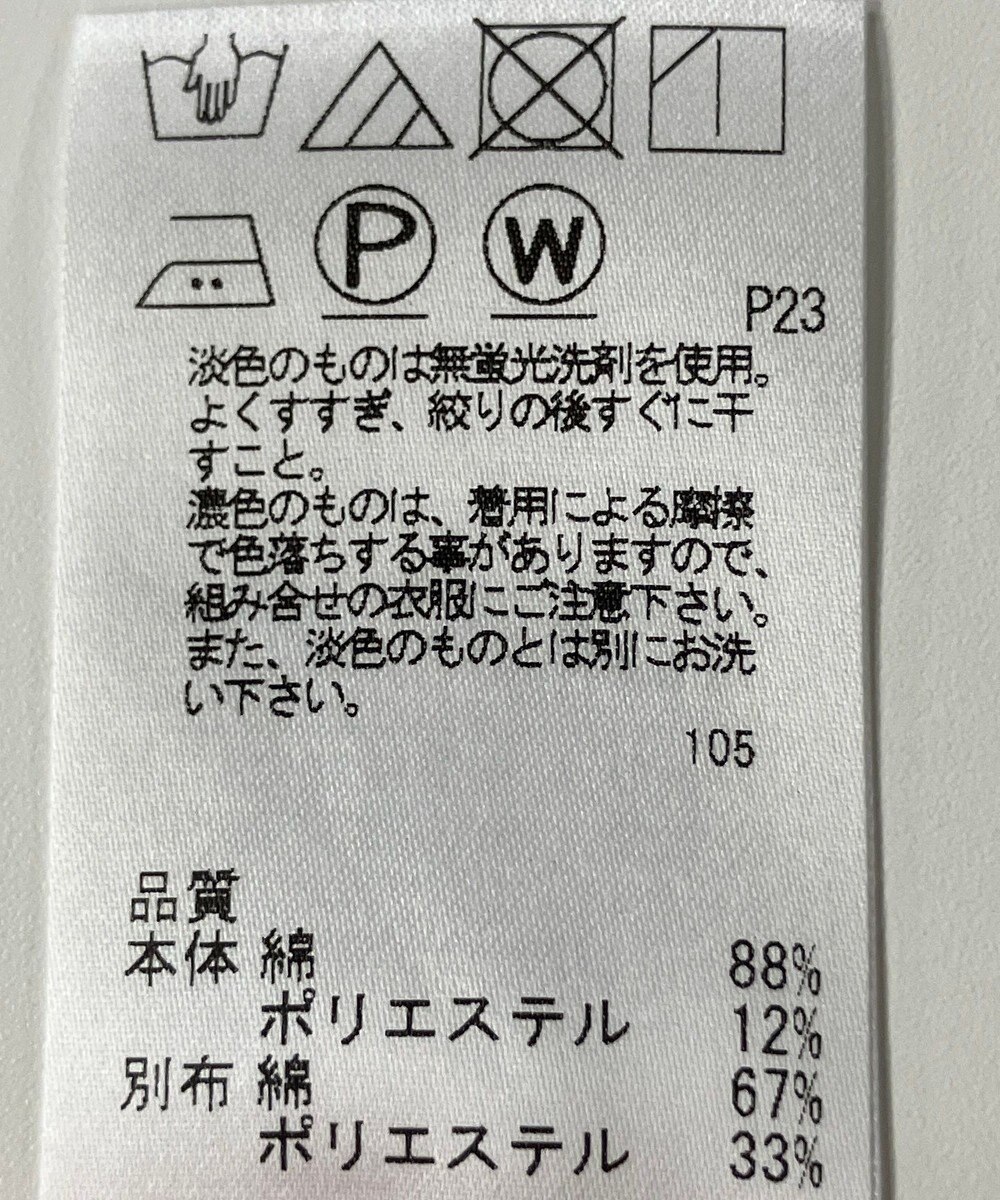 P W
P23
淡色のものは無蛍光洗剤を使用。
よくすすぎ、絞りの後すぐに干
すこと。
濃色のものは、着用による摩擦
で色落ちする事がありますので、
組み合せの衣服にご注意下さい。
また、淡色のものとは別にお洗
い下さい。
105
品質
本体 綿 88%
ポリエステル 12%
別布 綿 67%
ポリエステル 33%